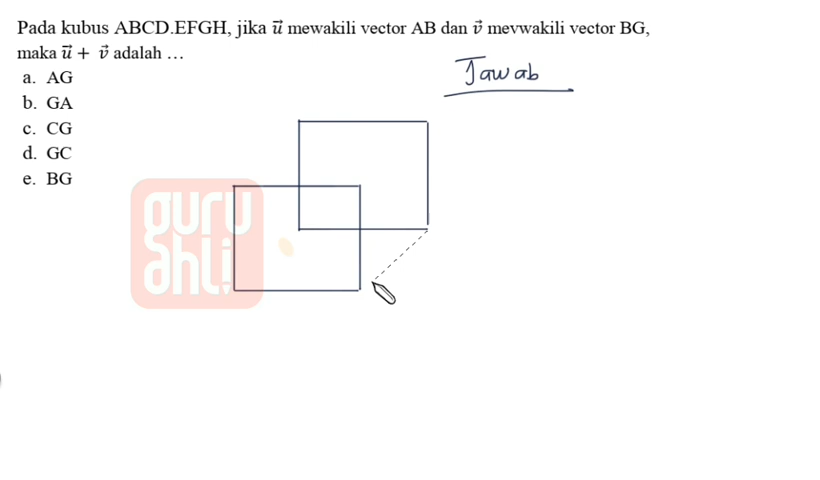 Pada kubus ABCD.EFGH, jika u⃗ mewakili vector AB dan v⃗ mevwakili vector BG,
maka u⃗ + v⃗ adalah …
a. AG
b. GA
c. CG
d. GC
e. BG
Jawab
guru
ahli